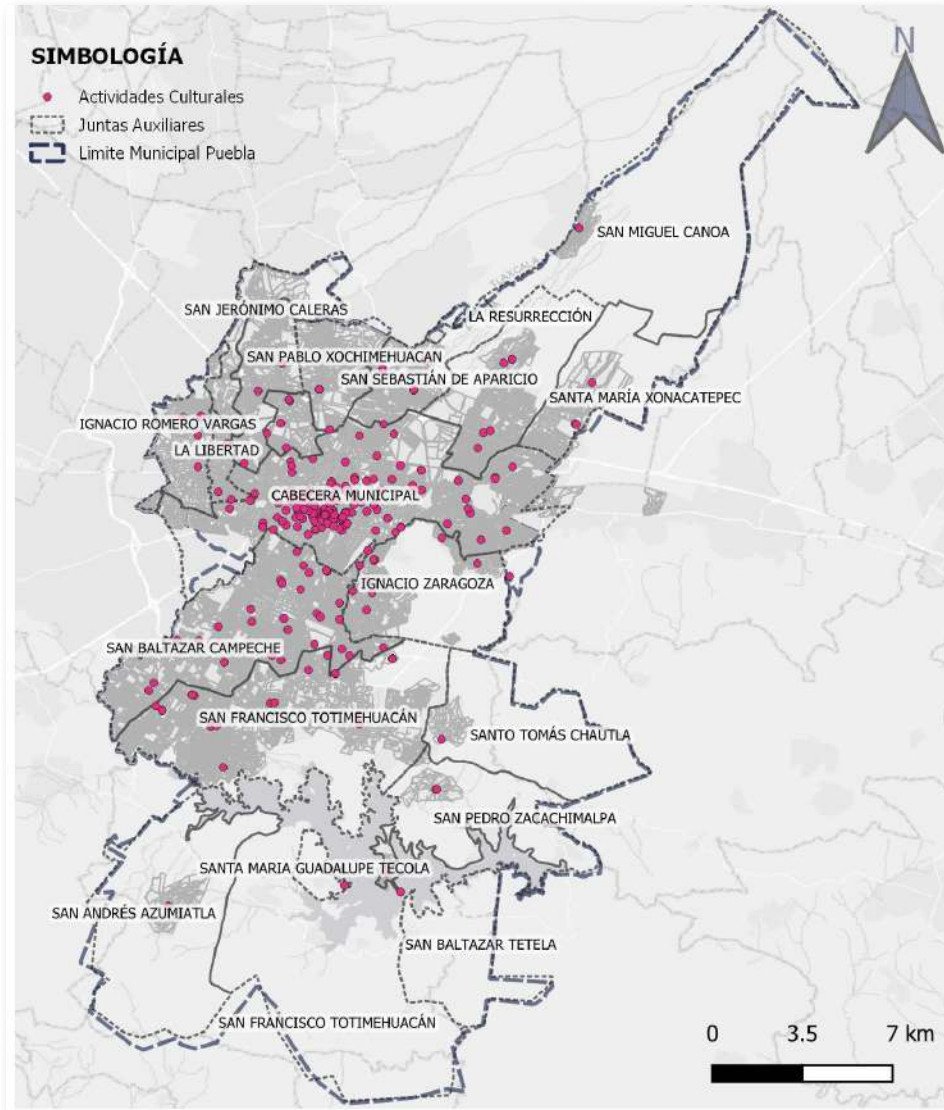 SIMBOLOGÍA
Actividades Culturales
Juntas Auxiliares
Limite Municipal Puebla
N
SAN MIGUEL CANOA
SAN JERÓNIMO CALERAS
LA RESURRECCIÓN
SAN PABLO XOCHIMEHUACAN
SAN SEBASTIÁN DE APARICIO
SANTA MARÍA XONACATEPEC
IGNACIO ROMERO VARGAS
LA LIBERTAD
CABECERA MUNICIPAL
IGNACIO ZARAGOZA
SAN BALTAZAR CAMPECHE
SAN FRANCISCO TOTIMEHUACÁN
SANTO TOMÁS CHAUTLA
SAN PEDRO ZACACHIMALPA
SANTA MARIA GUADALUPE TECOLA
SAN ANDRÉS AZUMIATLA
SAN BALTAZAR TETELA
SAN FRANCISCO TOTIMEHUACÁN
0 3.5 7 km